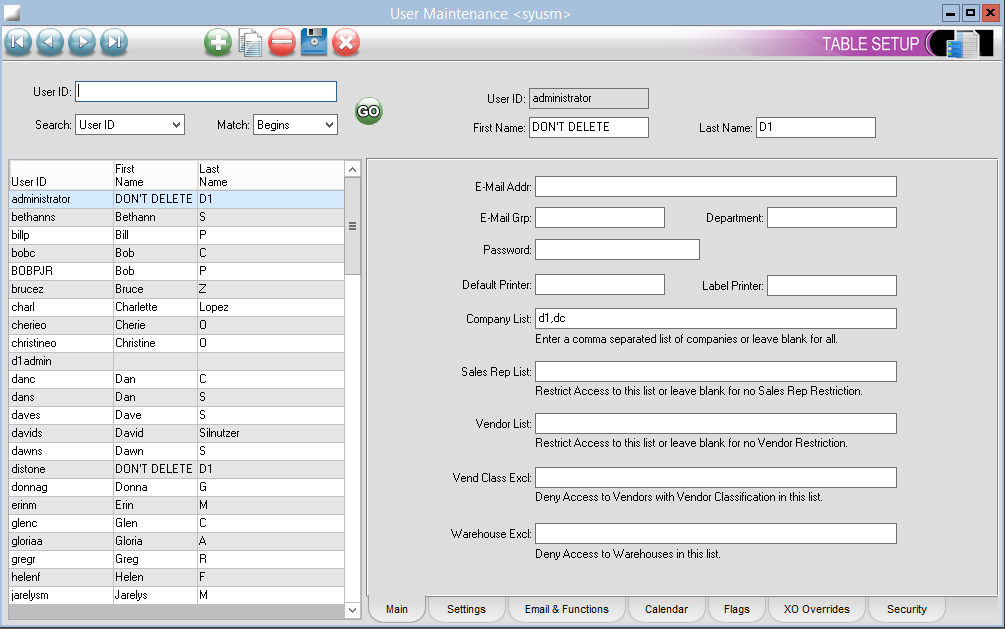 User Maintenance <syusm>
TABLE SETUP
User ID:
GO
Search: User ID
Match: Begins
User ID: administrator
First Name: DON'T DELETE
Last Name: D1
User ID First Name Last Name
administrator DON'T DELETE D1
bethanns Bethann S
billp Bill P
bobc Bob C
BOBPJR Bob P
brucez Bruce Z
charl Charlette Lopez
cherieo Cherie O
christineo Christine O
d1admin
danc Dan C
dans Dan S
daves Dave S
davids David Silnutzer
dawns Dawn S
distone DON'T DELETE D1
donnag Donna G
erinm Erin M
glenc Glen C
gloriaa Gloria A
gregr Greg R
helenf Helen F
jarelysm Jarelys M
E-Mail Addr:
E-Mail Grp: Department:
Password:
Default Printer: Label Printer:
Company List: d1,dc
Enter a comma separated list of companies or leave blank for all.
Sales Rep List:
Restrict Access to this list or leave blank for no Sales Rep Restriction.
Vendor List:
Restrict Access to this list or leave blank for no Vendor Restriction.
Vend Class Excl:
Deny Access to Vendors with Vendor Classification in this list.
Warehouse Excl:
Deny Access to Warehouses in this list.
Main Settings Email & Functions Calendar Flags XO Overrides Security